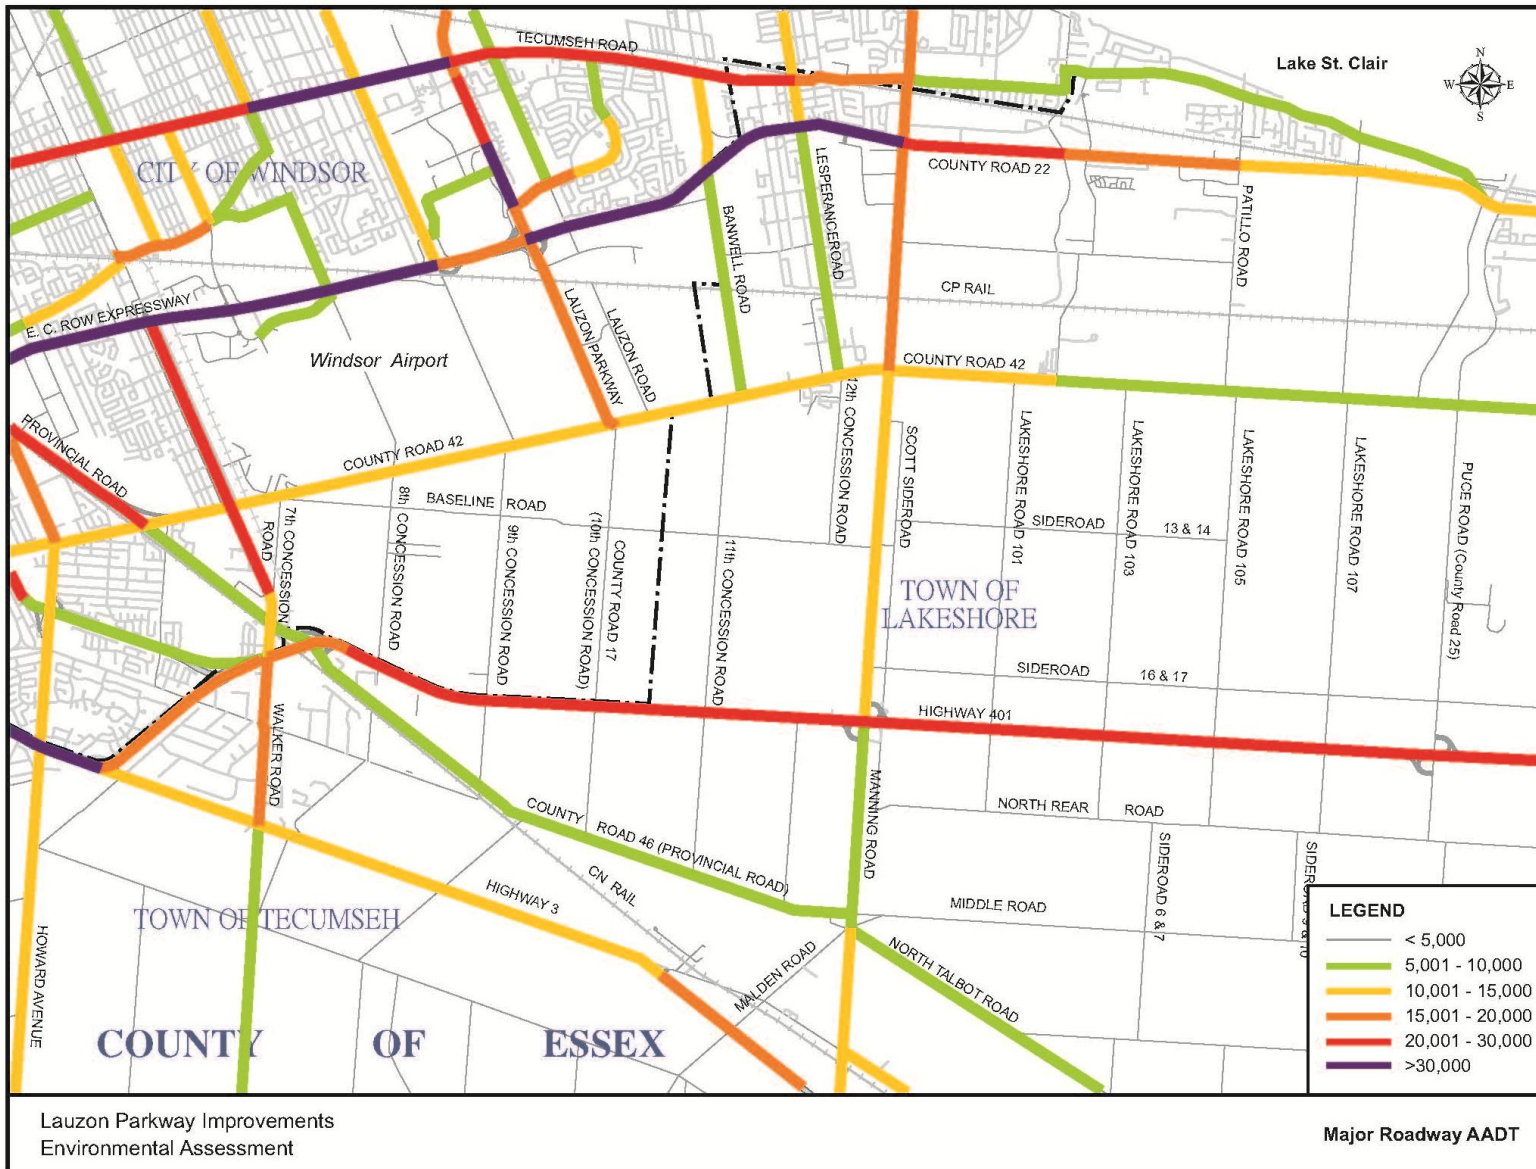 TECUMSEH ROAD
Lake St. Clair
N
W E
S
CITY OF WINDSOR
COUNTY ROAD 22
LESPERANCEROAD
BANWELL ROAD
PATILLO ROAD
CP RAIL
E. C. ROW EXPRESSWAY
LAUZON PARKWAY
LAUZON ROAD
Windsor Airport
COUNTY ROAD 42
PROVINCIAL ROAD
COUNTY ROAD 42
12th CONCESSION ROAD
SCOTT SIDEROAD
LAKESHORE ROAD 101
LAKESHORE ROAD 103
LAKESHORE ROAD 105
LAKESHORE ROAD 107
PUCE ROAD (County Road 25)
BASELINE ROAD
7th CONCESSION
ROAD
8th CONCESSION ROAD
9th CONCESSION ROAD
(10th CONCESSION ROAD)
COUNTY ROAD 17
11th CONCESSION ROAD
SIDEROAD 13 & 14
TOWN OF
LAKESHORE
SIDEROAD 16 & 17
HIGHWAY 401
WALKER ROAD
MANNING ROAD
NORTH REAR ROAD
COUNTY ROAD 46 (PROVINCIAL ROAD)
SIDEROAD 6 & 7
CN RAIL
HIGHWAY 3
MIDDLE ROAD
TOWN OF TECUMSEH
HOWARD AVENUE
MALDEN ROAD
NORTH TALBOT ROAD
COUNTY OF ESSEX
LEGEND
< 5,000
5,001 - 10,000
10,001 - 15,000
15,001 - 20,000
20,001 - 30,000
>30,000
Lauzon Parkway Improvements
Environmental Assessment
Major Roadway AADT